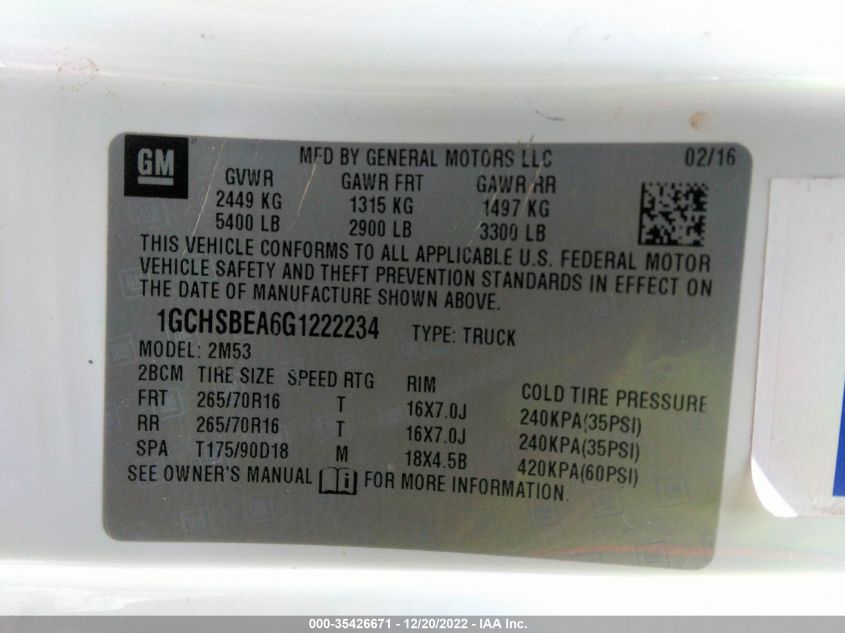 GM
MFD BY GENERAL MOTORS LLC 02/16
GVWR GAWR FRT GAWR RR
2449 KG 1315 KG 1497 KG
5400 LB 2900 LB 3300 LB
THIS VEHICLE CONFORMS TO ALL APPLICABLE U.S. FEDERAL MOTOR
VEHICLE SAFETY AND THEFT PREVENTION STANDARDS IN EFFECT ON
THE DATE OF MANUFACTURE SHOWN ABOVE.
1GCHSBEA6G1222234 TYPE: TRUCK
MODEL: 2M53
2BCM TIRE SIZE SPEED RTG RIM COLD TIRE PRESSURE
FRT 265/70R16 T 16X7.0J 240KPA(35PSI)
RR 265/70R16 T 16X7.0J 240KPA(35PSI)
SPA T175/90D18 M 18X4.5B 420KPA(60PSI)
SEE OWNER'S MANUAL FOR MORE INFORMATION.
000-35426671 - 12/20/2022 - IAA Inc.